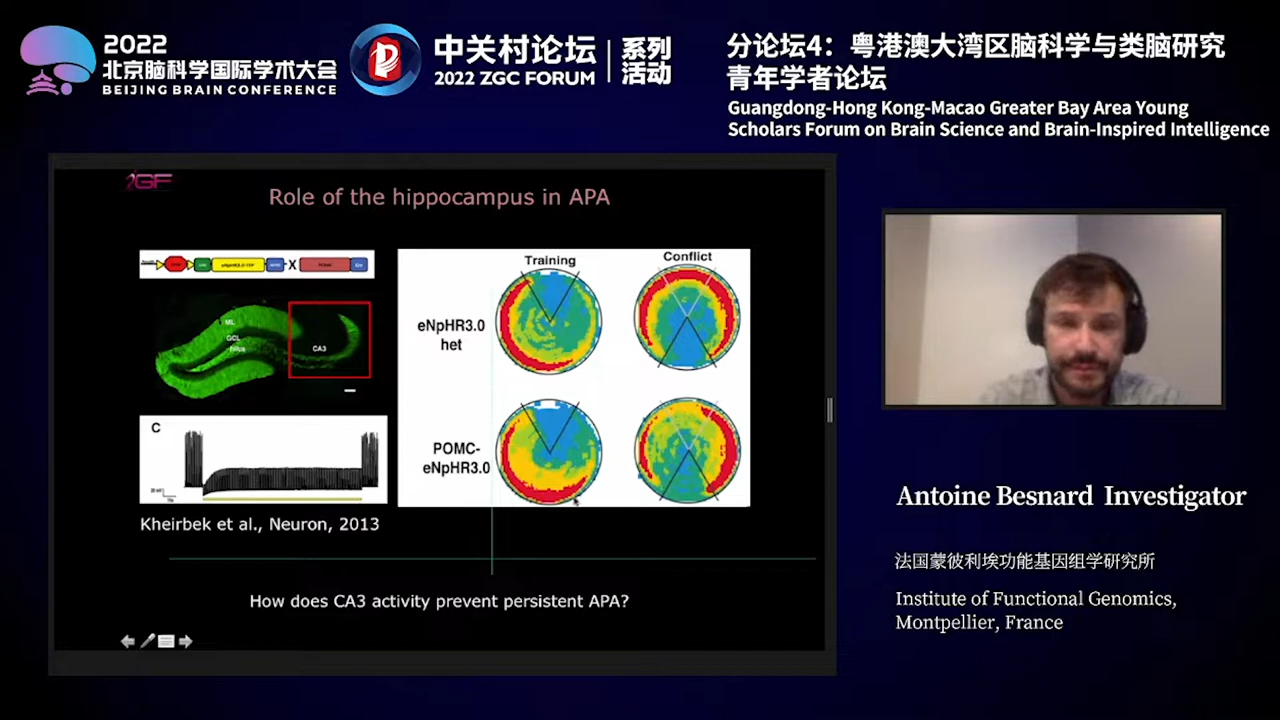 2022
北京脑科学国际学术大会
BEIJING BRAIN CONFERENCE
中关村论坛
2022 ZGC FORUM
系列
活动
分论坛4：粤港澳大湾区脑科学与类脑研究
青年学者论坛
Guangdong-Hong Kong-Macao Greater Bay Area Young
Scholars Forum on Brain Science and Brain-Inspired Intelligence
IGF
Role of the hippocampus in APA
X
ML
GCL
hilus
CA3
C
Kheirbek et al., Neuron, 2013
Training
Conflict
eNpHR3.0
het
POMC-
eNpHR3.0
How does CA3 activity prevent persistent APA?
Antoine Besnard Investigator
法国蒙彼利埃功能基因组学研究所
Institute of Functional Genomics,
Montpellier, France